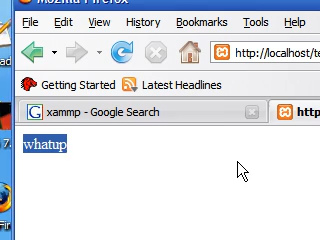 Mozilla Firefox
File Edit View History Bookmarks Tools Help
http://localhost/te
Getting Started Latest Headlines
xammp - Google Search
http
whatup